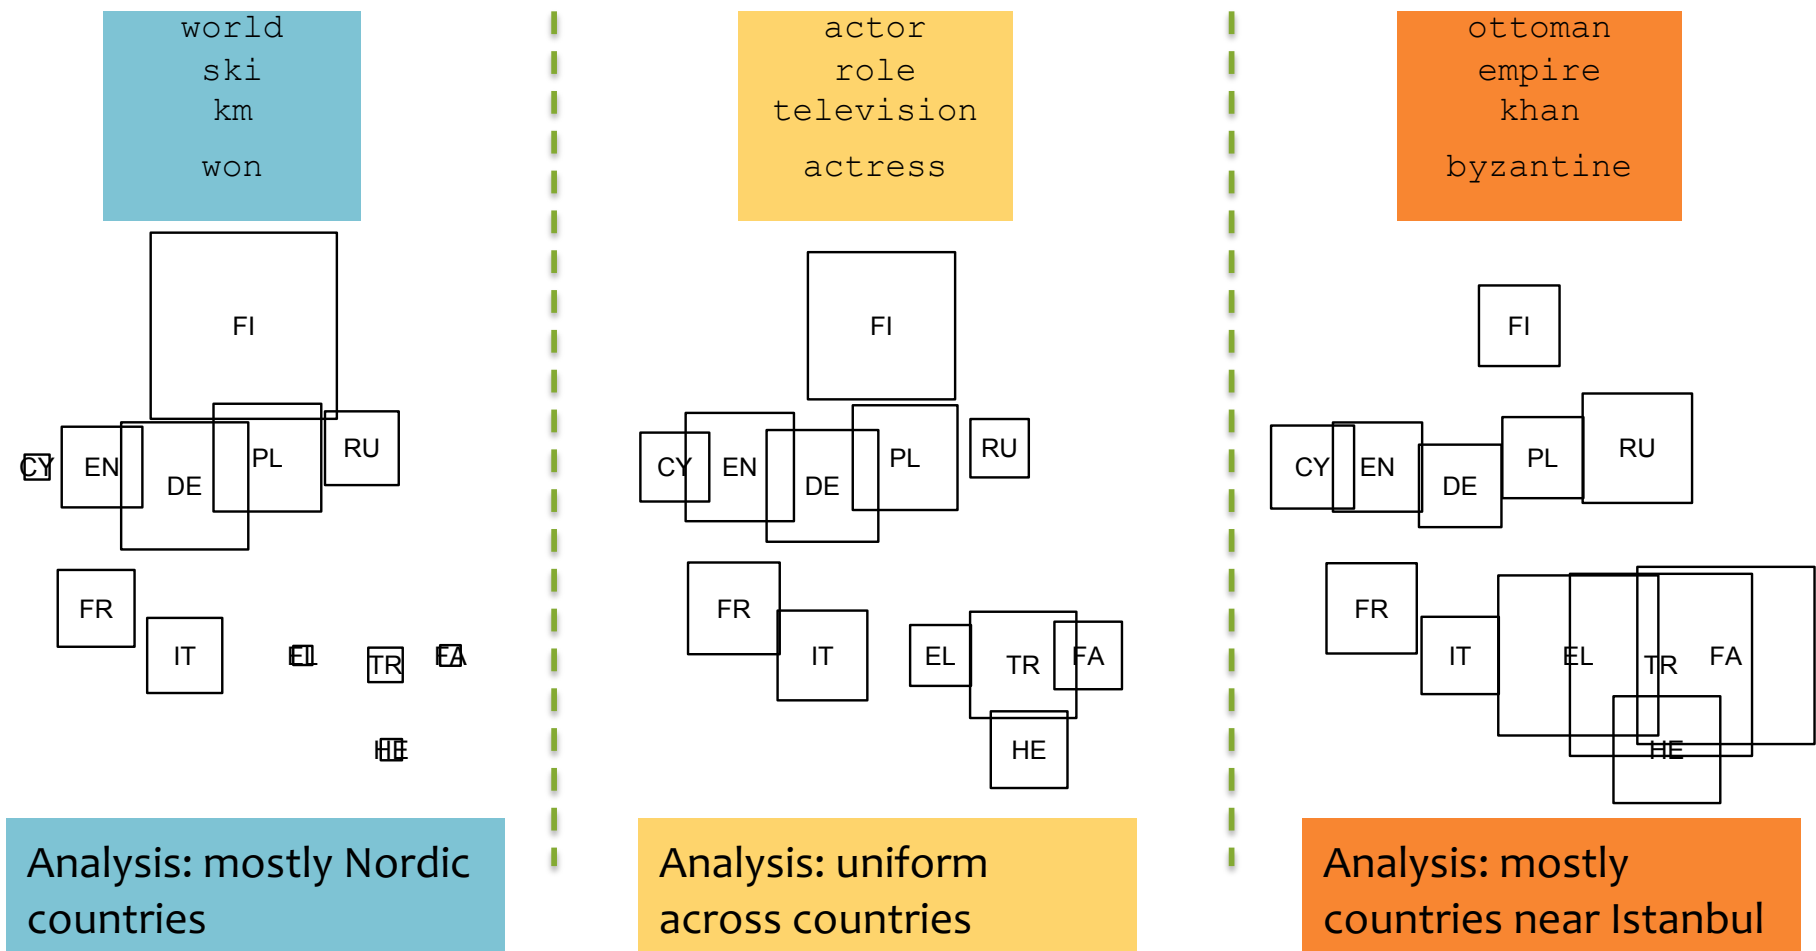 world
ski
km
won
FI
CY
EN
DE
PL
RU
FR
IT
EL
TR
FA
HE
Analysis: mostly Nordic
countries
actor
role
television
actress
FI
CY
EN
DE
PL
RU
FR
IT
EL
TR
FA
HE
Analysis: uniform
across countries
ottoman
empire
khan
byzantine
FI
CY
EN
DE
PL
RU
FR
IT
EL
TR
FA
HE
Analysis: mostly
countries near Istanbul